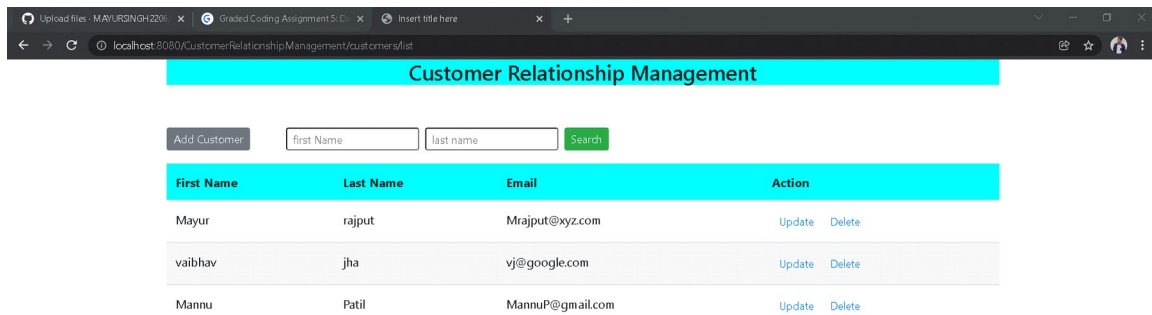 Upload files · MAYURSINGH2206/ Graded Coding Assignment 5: De Insert title here
localhost:8080/CustomerRelationshipManagement/customers/list
Customer Relationship Management
Add Customer first Name last name Search
First Name Last Name Email Action
Mayur rajput Mrajput@xyz.com Update Delete
vaibhav jha vj@google.com Update Delete
Mannu Patil MannuP@gmail.com Update Delete